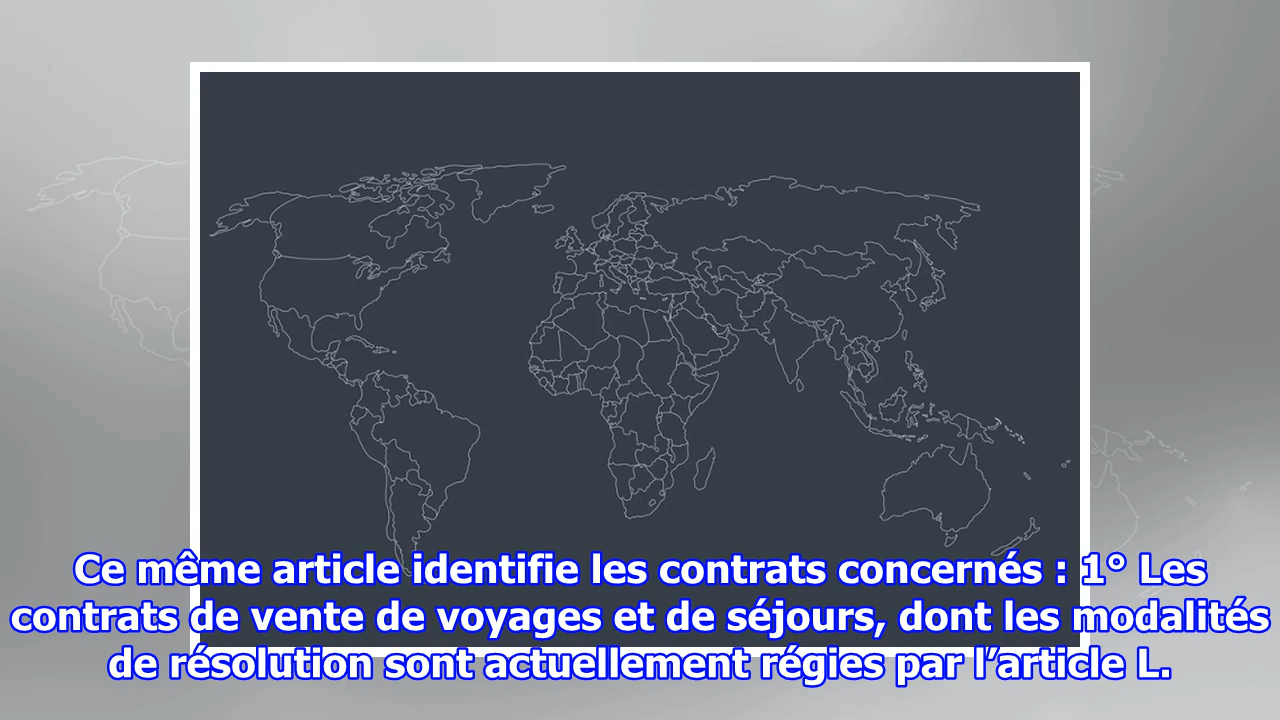 Ce même article identifie les contrats concernés : 1° Les
contrats de vente de voyages et de séjours, dont les modalités
de résolution sont actuellement régies par l’article L.